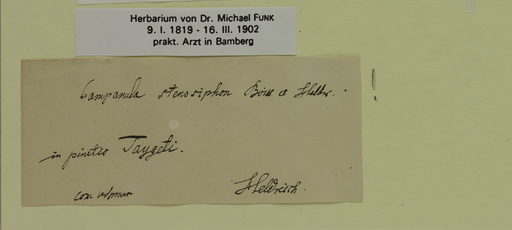 Herbarium von Dr. Michael FUNK
9. I. 1819 - 16. III. 1902
prakt. Arzt in Bamberg
Campanula stenosiphon Boiss & Heldr.
in pinetis Taygeti.
Heldreich.